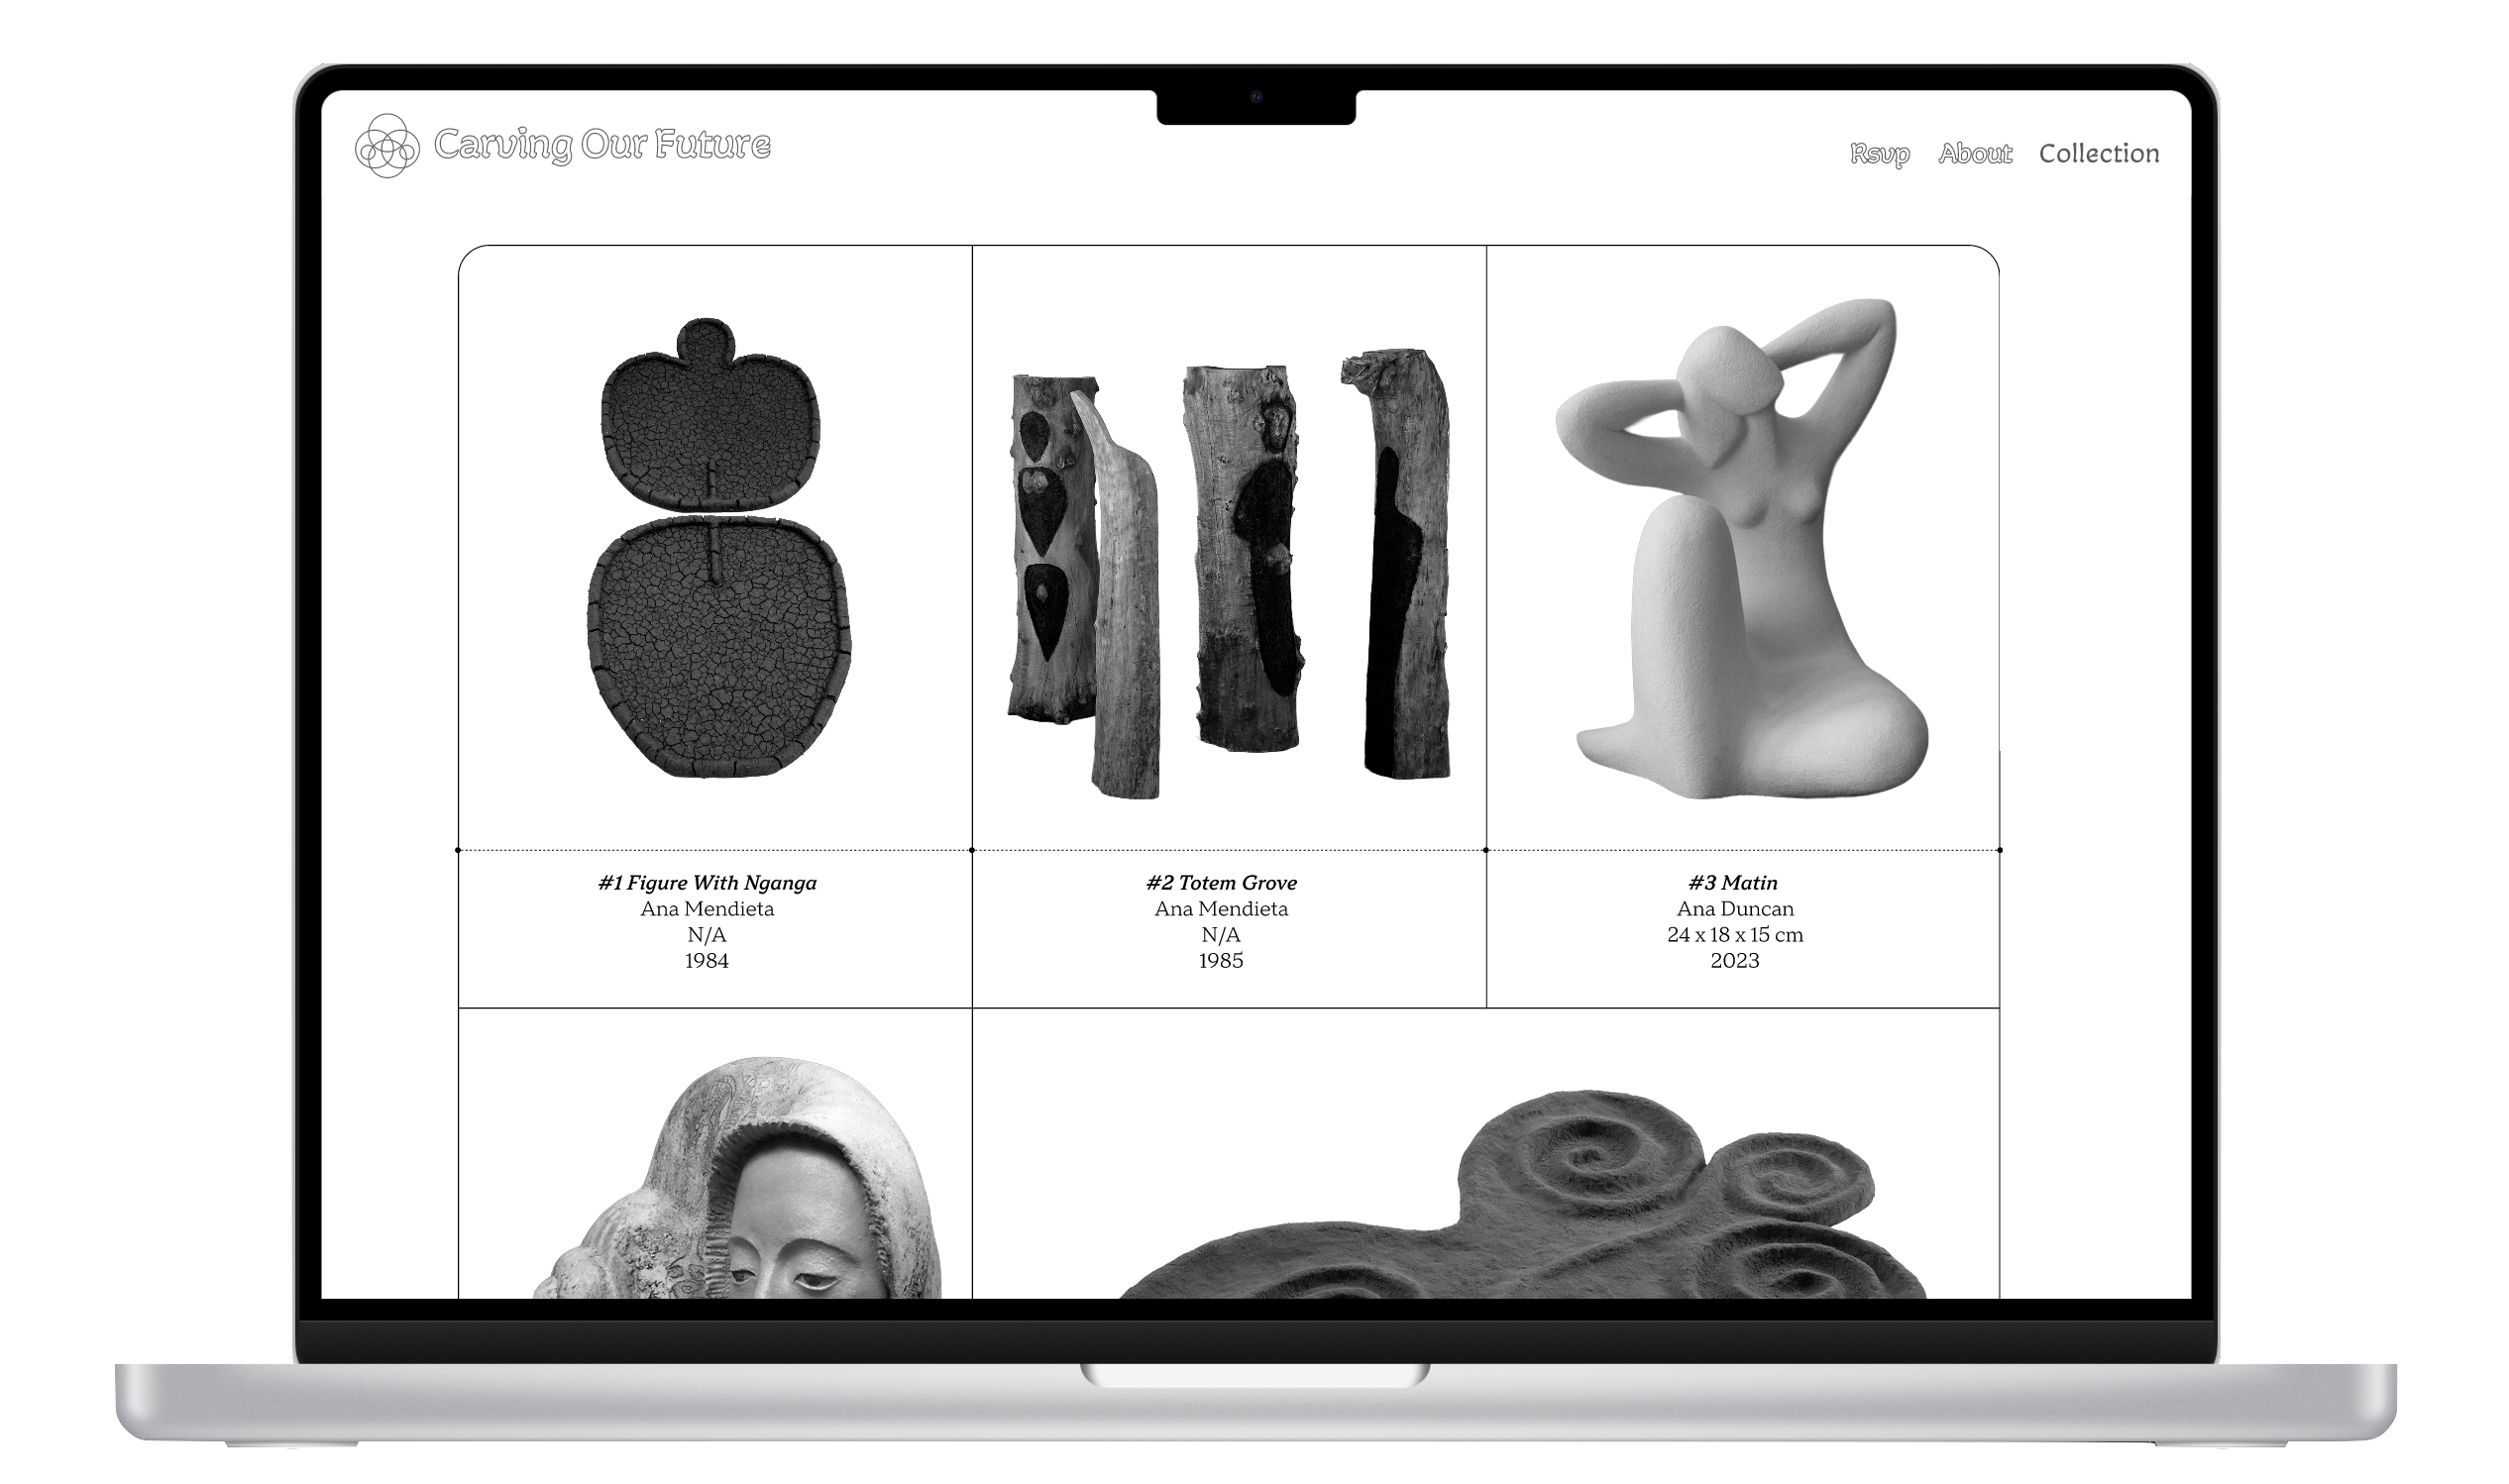 Carving Our Future
Rsvp About Collection
#1 Figure With Nganga
Ana Mendieta
N/A
1984
#2 Totem Grove
Ana Mendieta
N/A
1985
#3 Matin
Ana Duncan
24 x 18 x 15 cm
2023